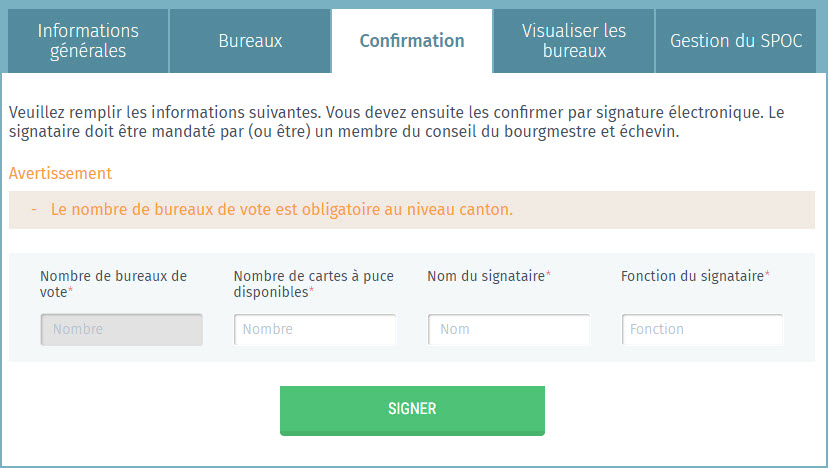 Informations
générales
Bureaux
Confirmation
Visualiser les
bureaux
Gestion du SPOC
Veuillez remplir les informations suivantes. Vous devez ensuite les confirmer par signature électronique. Le
signataire doit être mandaté par (ou être) un membre du conseil du bourgmestre et échevin.
Avertissement
- Le nombre de bureaux de vote est obligatoire au niveau canton.
Nombre de bureaux de
vote*
Nombre de cartes à puce
disponibles*
Nom du signataire*
Fonction du signataire*
Nombre
Nombre
Nom
Fonction
SIGNER